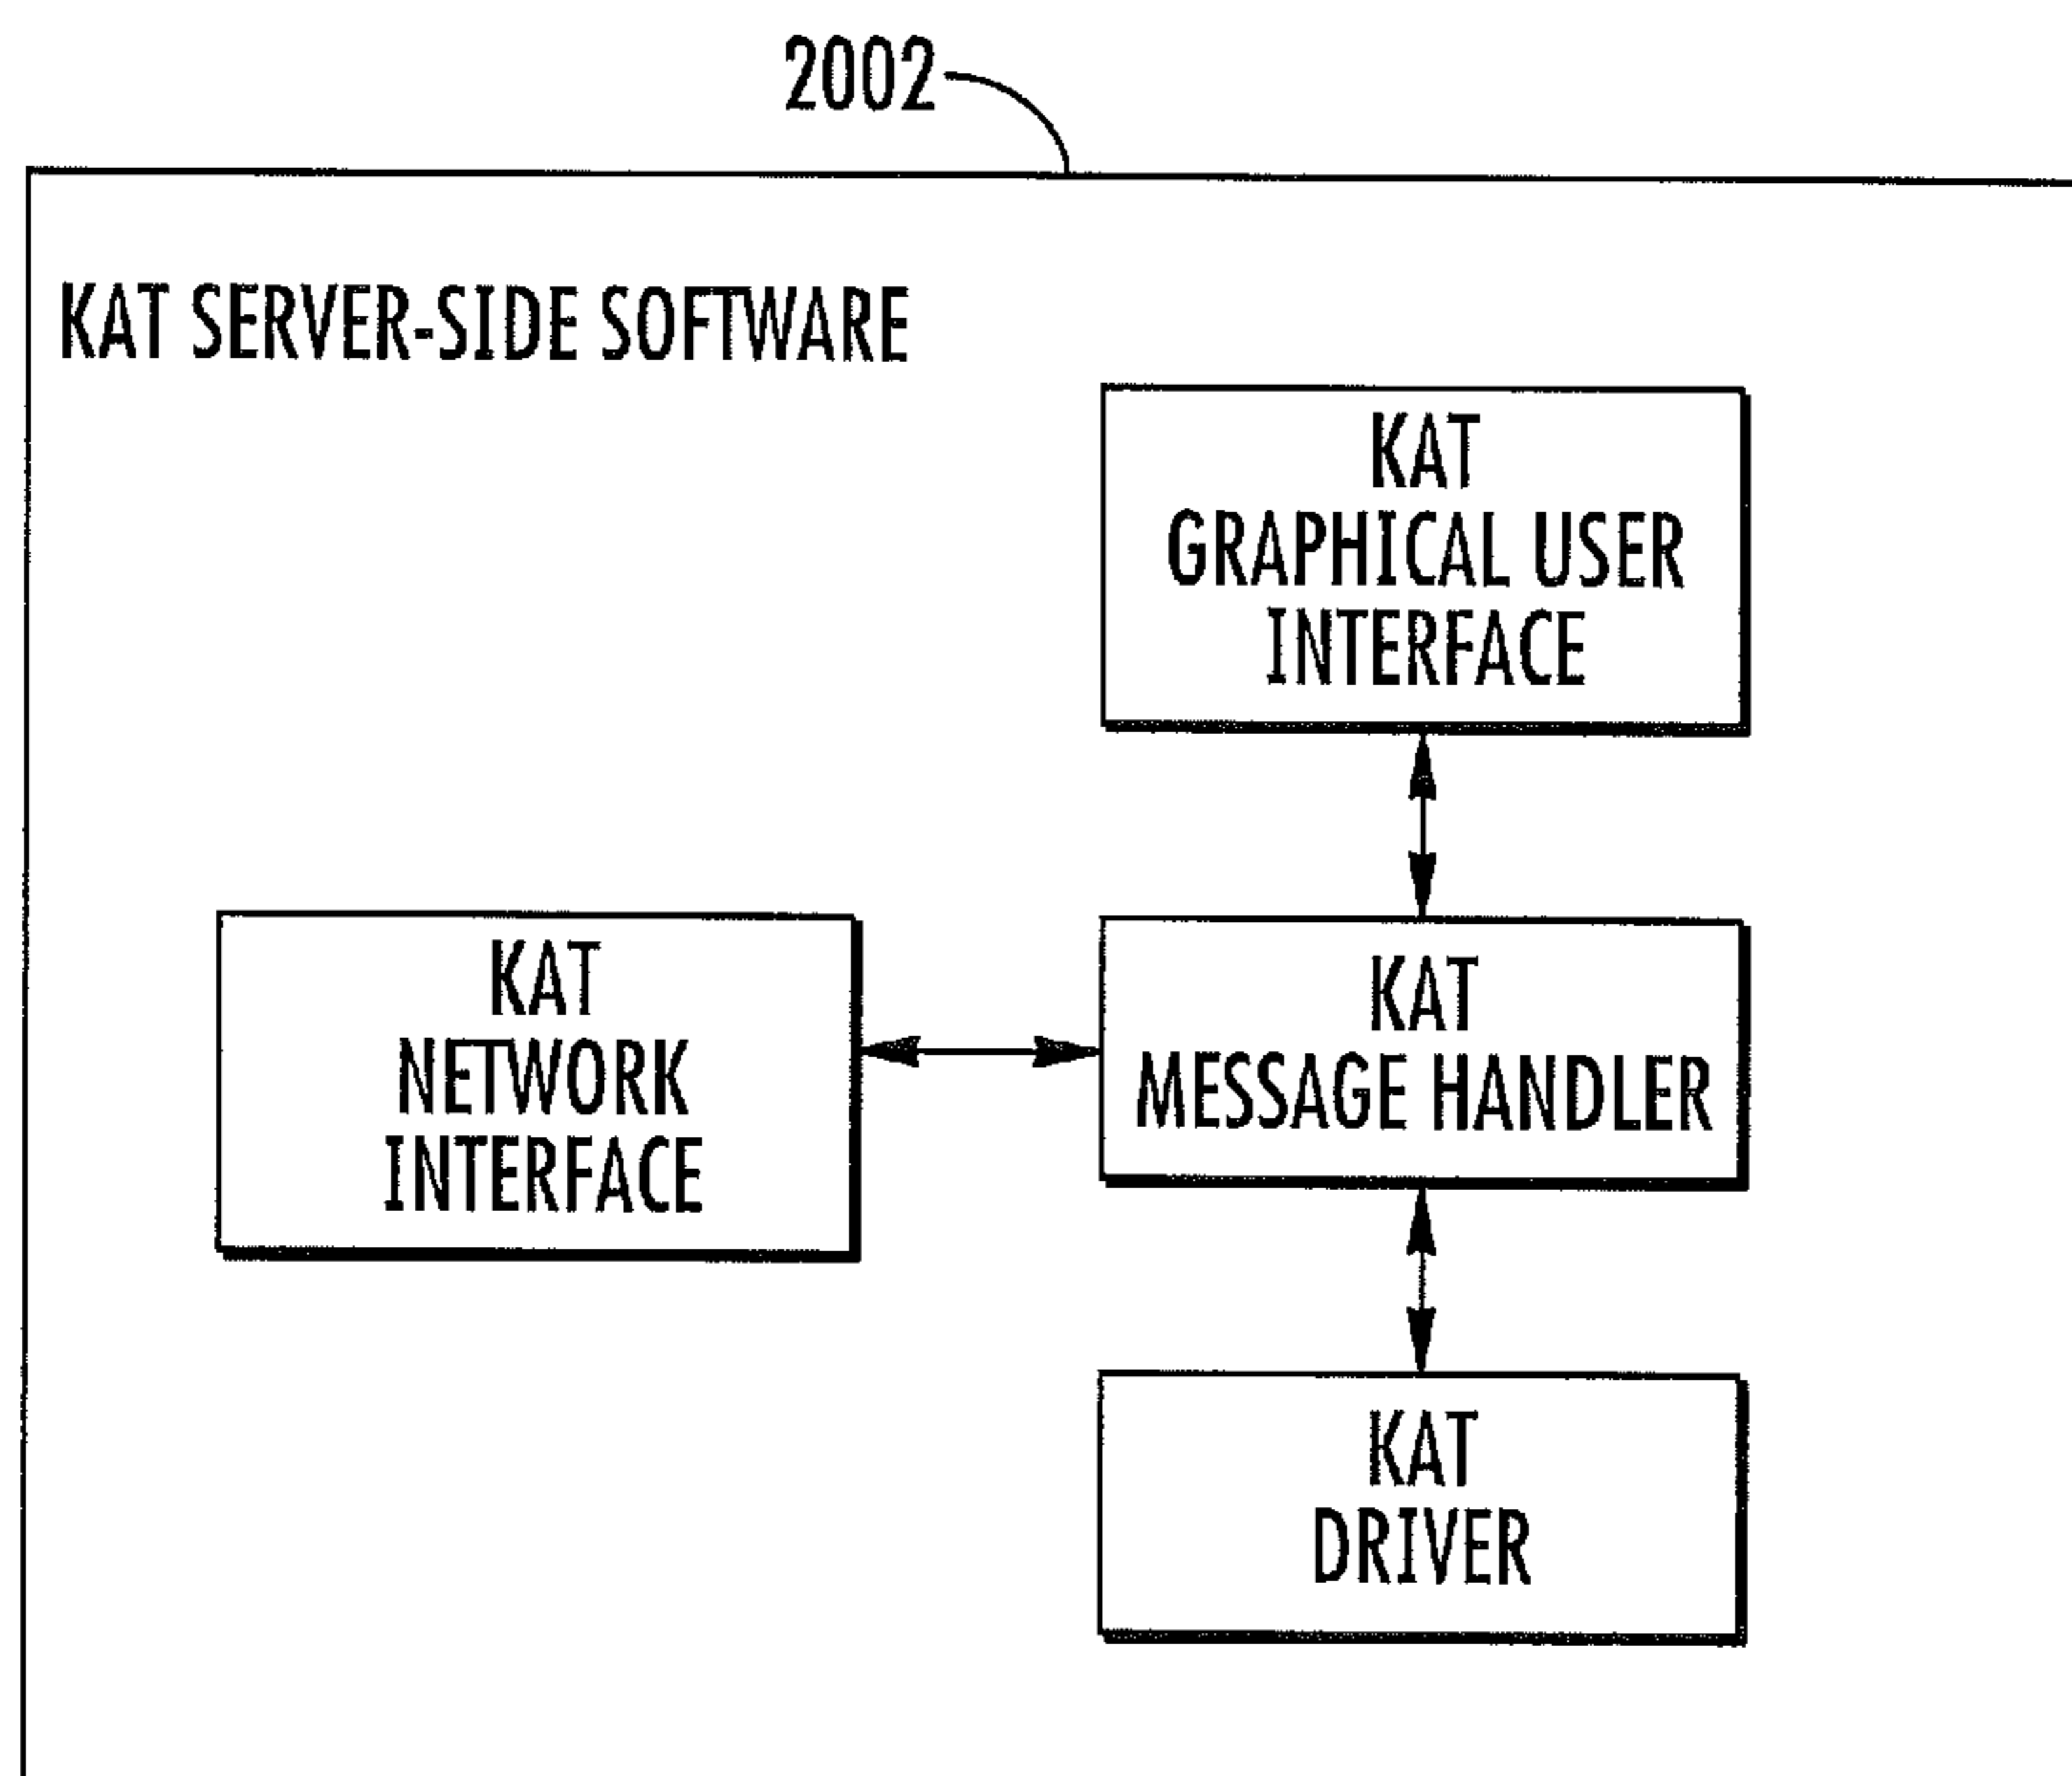 2002
KAT SERVER-SIDE SOFTWARE
KAT
GRAPHICAL USER
INTERFACE
KAT
NETWORK
INTERFACE
KAT
MESSAGE HANDLER
KAT
DRIVER